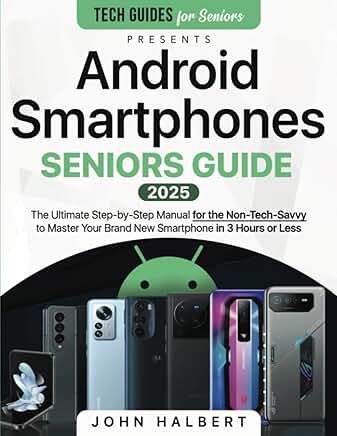 TECH GUIDES for Seniors
PRESENTS
Android
Smartphones
SENIORS GUIDE
2025
The Ultimate Step-by-Step Manual for the Non-Tech-Savvy
to Master Your Brand New Smartphone in 3 Hours or Less
JOHN HALBERT